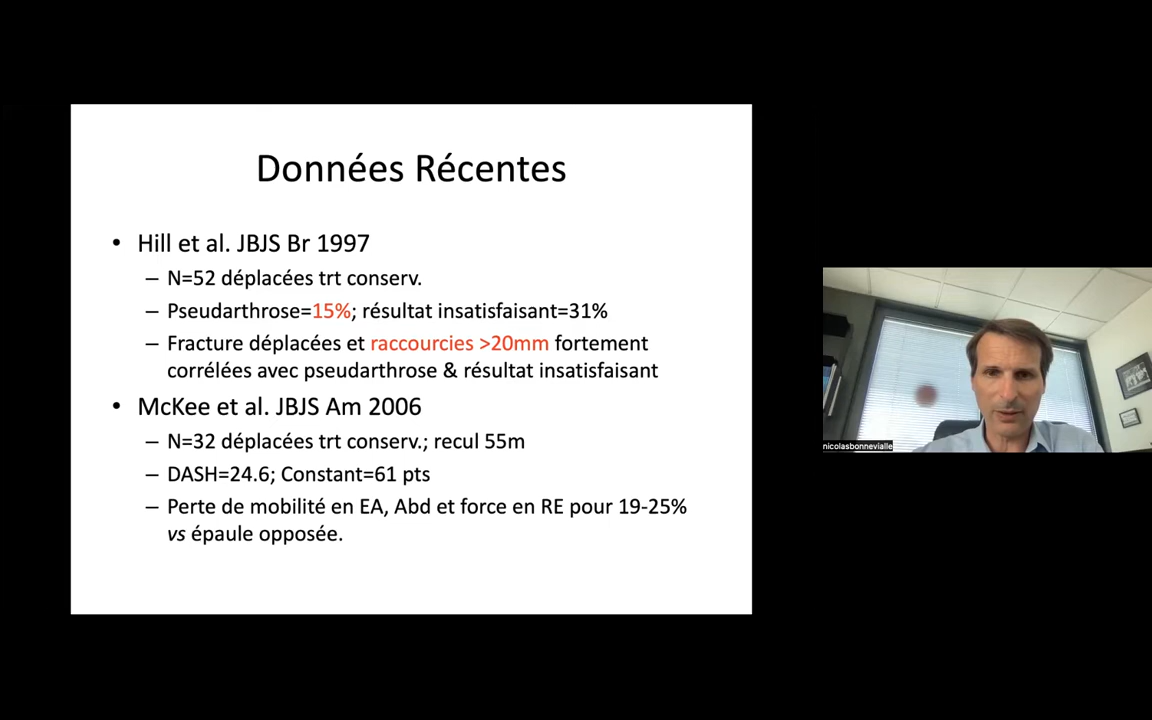 Données Récentes
• Hill et al. JBJS Br 1997
– N=52 déplacées trt conserv.
– Pseudarthrose=15%; résultat insatisfaisant=31%
– Fracture déplacées et raccourcies >20mm fortement
corrélées avec pseudarthrose & résultat insatisfaisant
• McKee et al. JBJS Am 2006
– N=32 déplacées trt conserv.; recul 55m
– DASH=24.6; Constant=61 pts
– Perte de mobilité en EA, Abd et force en RE pour 19-25%
vs épaule opposée.
nicolasbonnevialle